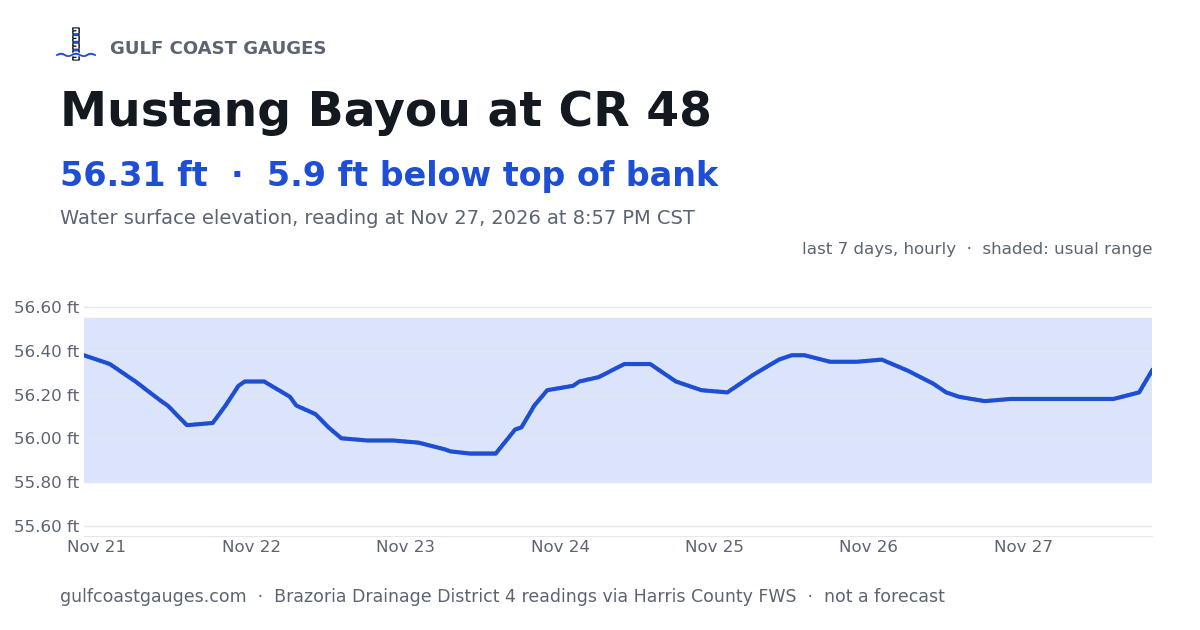 GULF COAST GAUGES
Mustang Bayou at CR 48
56.31 ft · 5.9 ft below top of bank
Water surface elevation, reading at Nov 27, 2026 at 8:57 PM CST
last 7 days, hourly · shaded: usual range
56.60 ft
56.40 ft
56.20 ft
56.00 ft
55.80 ft
55.60 ft
Nov 21 Nov 22 Nov 23 Nov 24 Nov 25 Nov 26 Nov 27
gulfcoastgauges.com · Brazoria Drainage District 4 readings via Harris County FWS · not a forecast